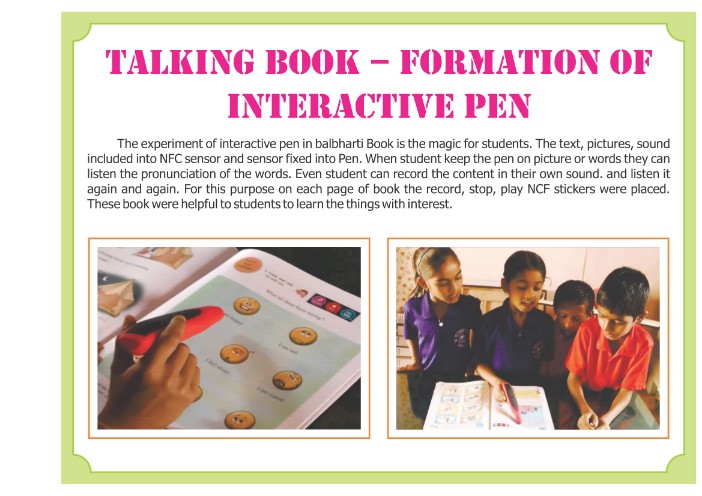 TALKING BOOK – FORMATION OF
INTERACTIVE PEN
The experiment of interactive pen in balbharti Book is the magic for students. The text, pictures, sound
included into NFC sensor and sensor fixed into Pen. When student keep the pen on picture or words they can
listen the pronunciation of the words. Even student can record the content in their own sound. and listen it
again and again. For this purpose on each page of book the record, stop, play NCF stickers were placed.
These book were helpful to students to learn the things with interest.
I am sad.